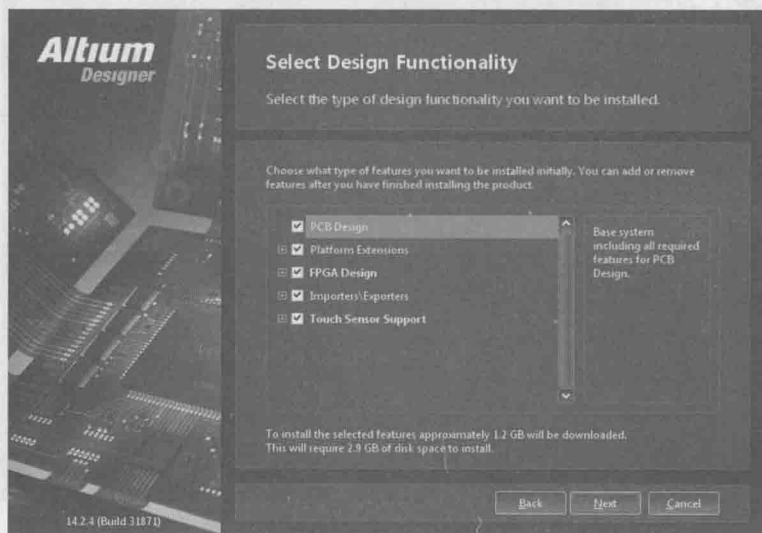 Altium
Designer
Select Design Functionality
Select the type of design functionality you want to be installed.
Choose what type of features you want to be installed initially. You can add or remove
features after you have finished installing the product.
PCB Design
Platform Extensions
FPGA Design
Importers\Exporters
Touch Sensor Support
Base system
including all required
features for PCB
Design.
To install the selected features approximately 1.2 GB will be downloaded.
This will require 2.9 GB of disk space to install.
Back
Next
Cancel
14.2.4 (Build 31871)